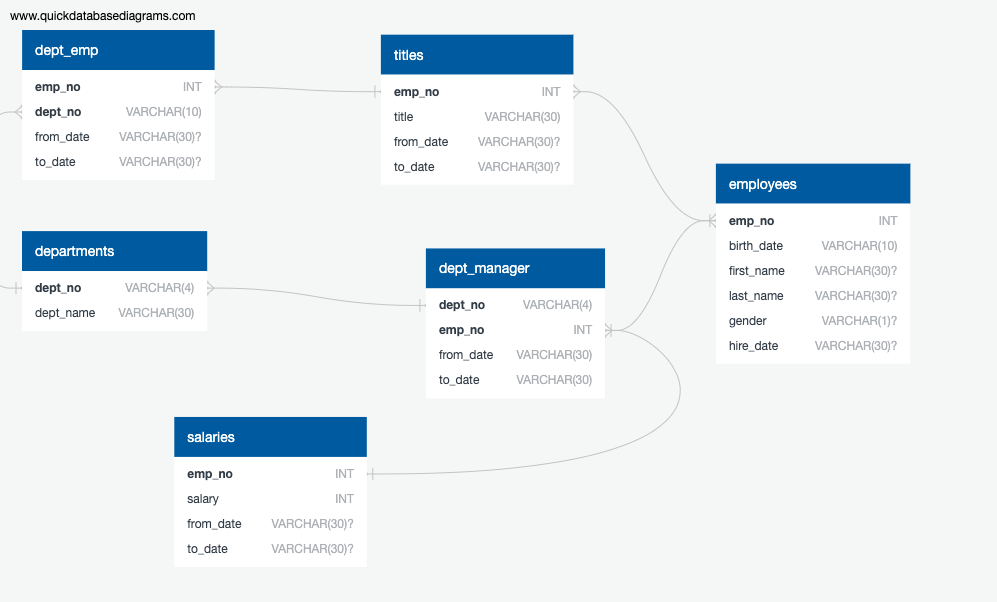 www.quickdatabasediagrams.com
dept_emp
emp_no INT
dept_no VARCHAR(10)
from_date VARCHAR(30)?
to_date VARCHAR(30)?
titles
emp_no INT
title VARCHAR(30)
from_date VARCHAR(30)?
to_date VARCHAR(30)?
employees
emp_no INT
birth_date VARCHAR(10)
first_name VARCHAR(30)?
last_name VARCHAR(30)?
gender VARCHAR(1)?
hire_date VARCHAR(30)?
departments
dept_no VARCHAR(4)
dept_name VARCHAR(30)
dept_manager
dept_no VARCHAR(4)
emp_no INT
from_date VARCHAR(30)
to_date VARCHAR(30)
salaries
emp_no INT
salary INT
from_date VARCHAR(30)?
to_date VARCHAR(30)?